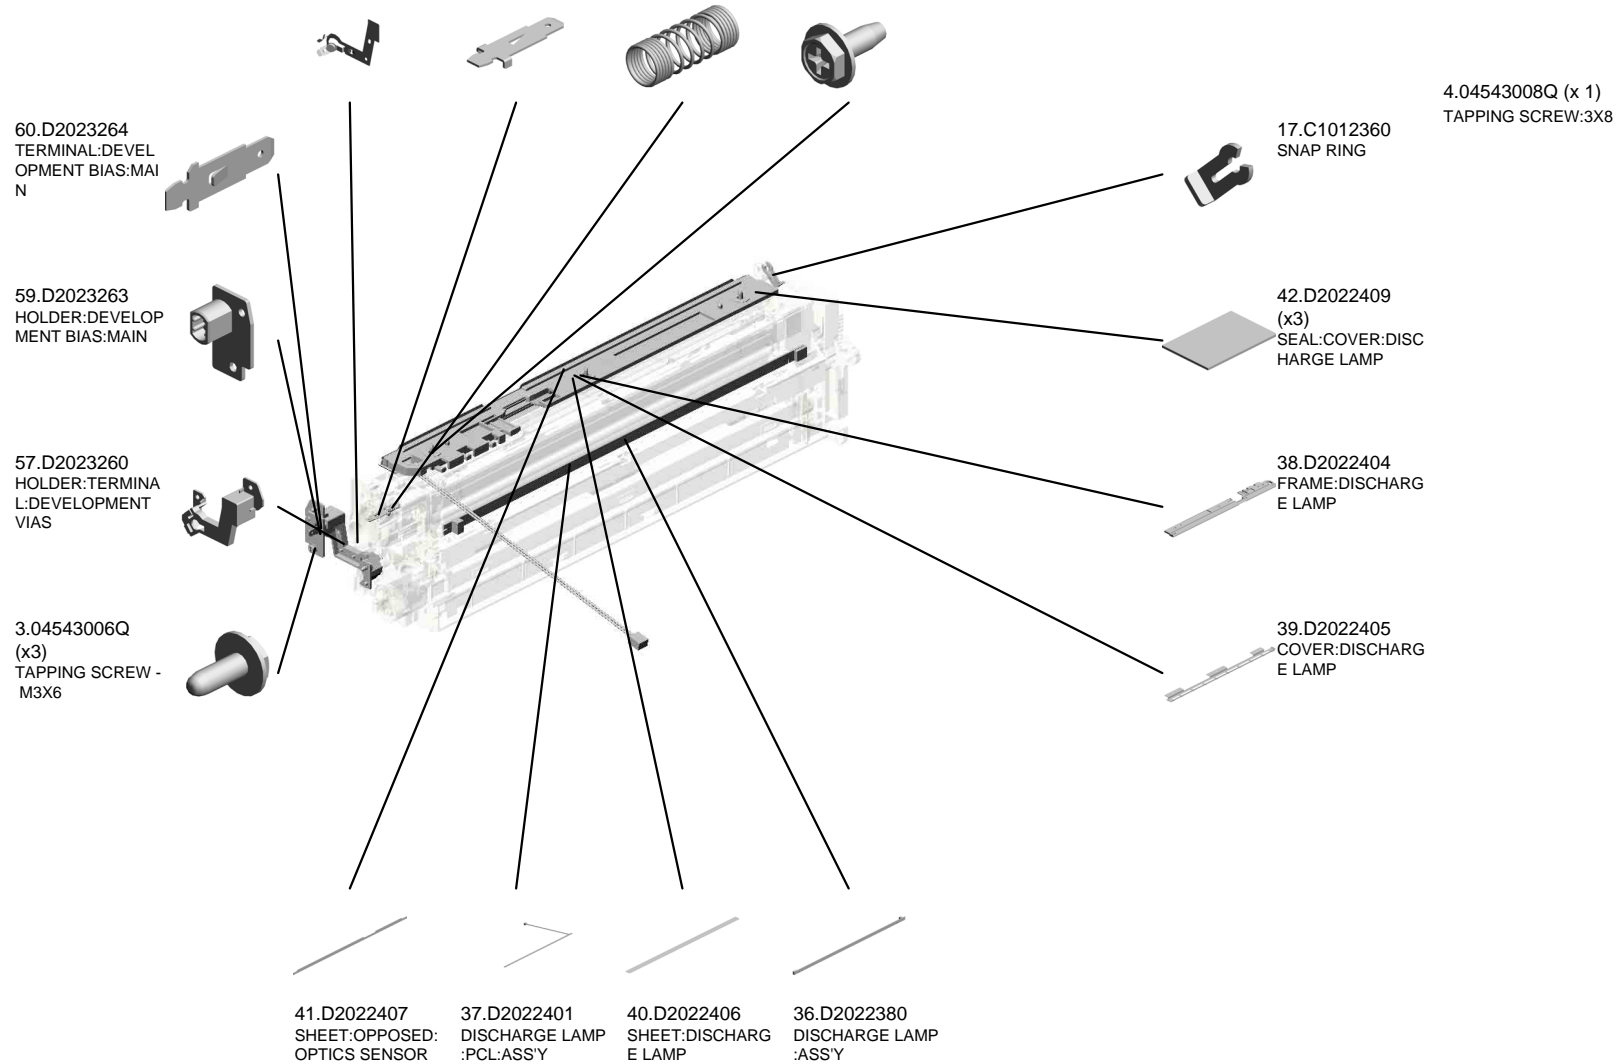 4.04543008Q (x 1)
TAPPING SCREW:3X8
60.D2023264
TERMINAL:DEVEL
OPMENT BIAS:MAI
N
17.C1012360
SNAP RING
59.D2023263
HOLDER:DEVELOP
MENT BIAS:MAIN
42.D2022409
(x3)
SEAL:COVER:DISC
HARGE LAMP
57.D2023260
HOLDER:TERMINA
L:DEVELOPMENT
VIAS
38.D2022404
FRAME:DISCHARG
E LAMP
3.04543006Q
(x3)
TAPPING SCREW -
M3X6
39.D2022405
COVER:DISCHARG
E LAMP
41.D2022407
SHEET:OPPOSED:
OPTICS SENSOR
37.D2022401
DISCHARGE LAMP
:PCL:ASS'Y
40.D2022406
SHEET:DISCHARG
E LAMP
36.D2022380
DISCHARGE LAMP
:ASS'Y